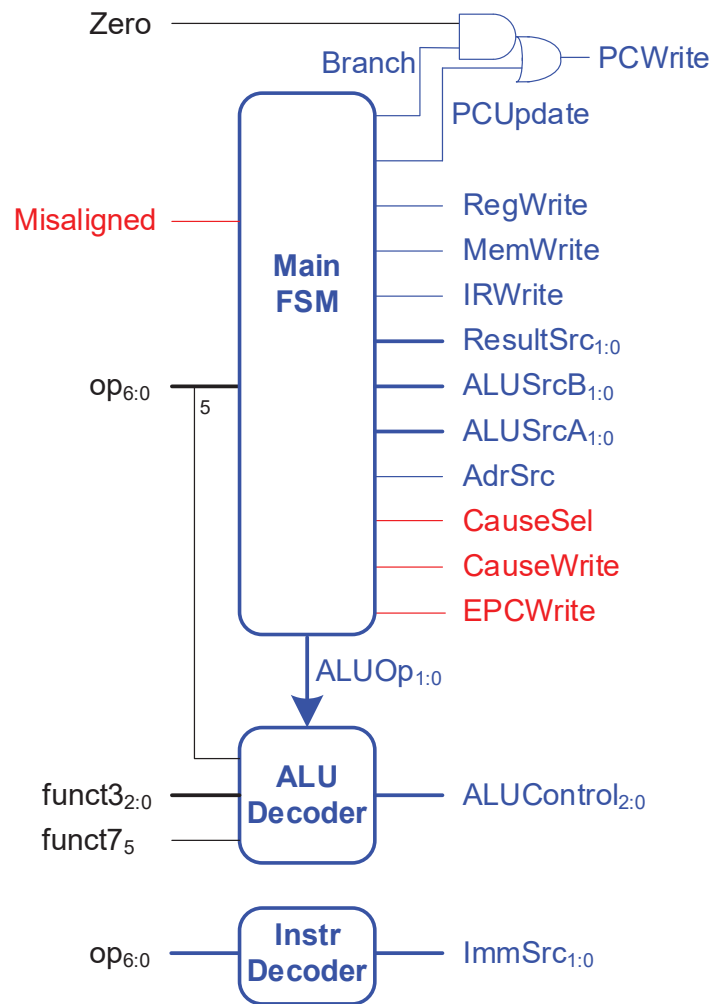 Zero
Branch
PCWrite
PCUpdate
Misaligned
Main
FSM
RegWrite
MemWrite
IRWrite
ResultSrc1:0
op6:0
5
ALUSrcB1:0
ALUSrcA1:0
AdrSrc
CauseSel
CauseWrite
EPCWrite
ALUOp1:0
ALU
Decoder
funct32:0
funct75
ALUControl2:0
Instr
Decoder
op6:0
ImmSrc1:0